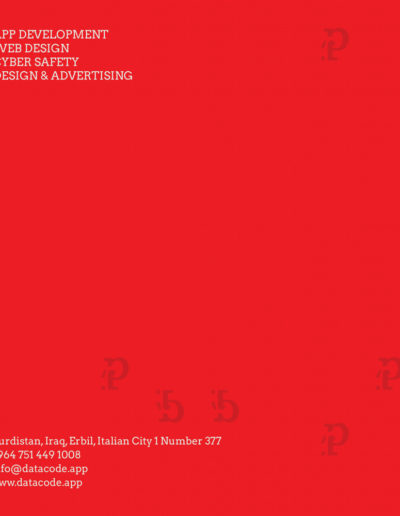 APP DEVELOPMENT
WEB DESIGN
CYBER SAFETY
DESIGN & ADVERTISING
urdistan, Iraq, Erbil, Italian City 1 Number 377
964 751 449 1008
nfo@datacode.app
www.datacode.app